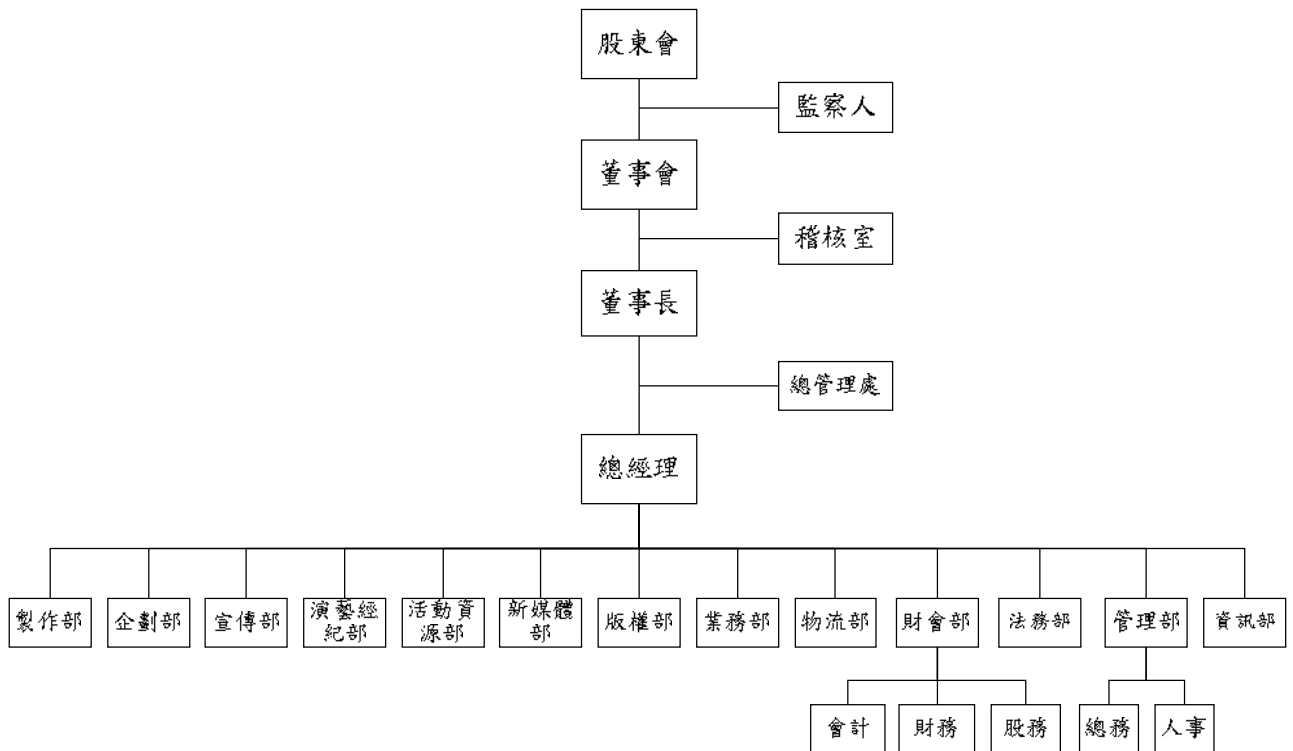 股東會
監察人
董事會
稽核室
董事長
總管理處
總經理
製作部
企劃部
宣傳部
演藝經
紀部
活動資
源部
新媒體
部
版權部
業務部
物流部
財會部
法務部
管理部
資訊部
會計
財務
股務
總務
人事